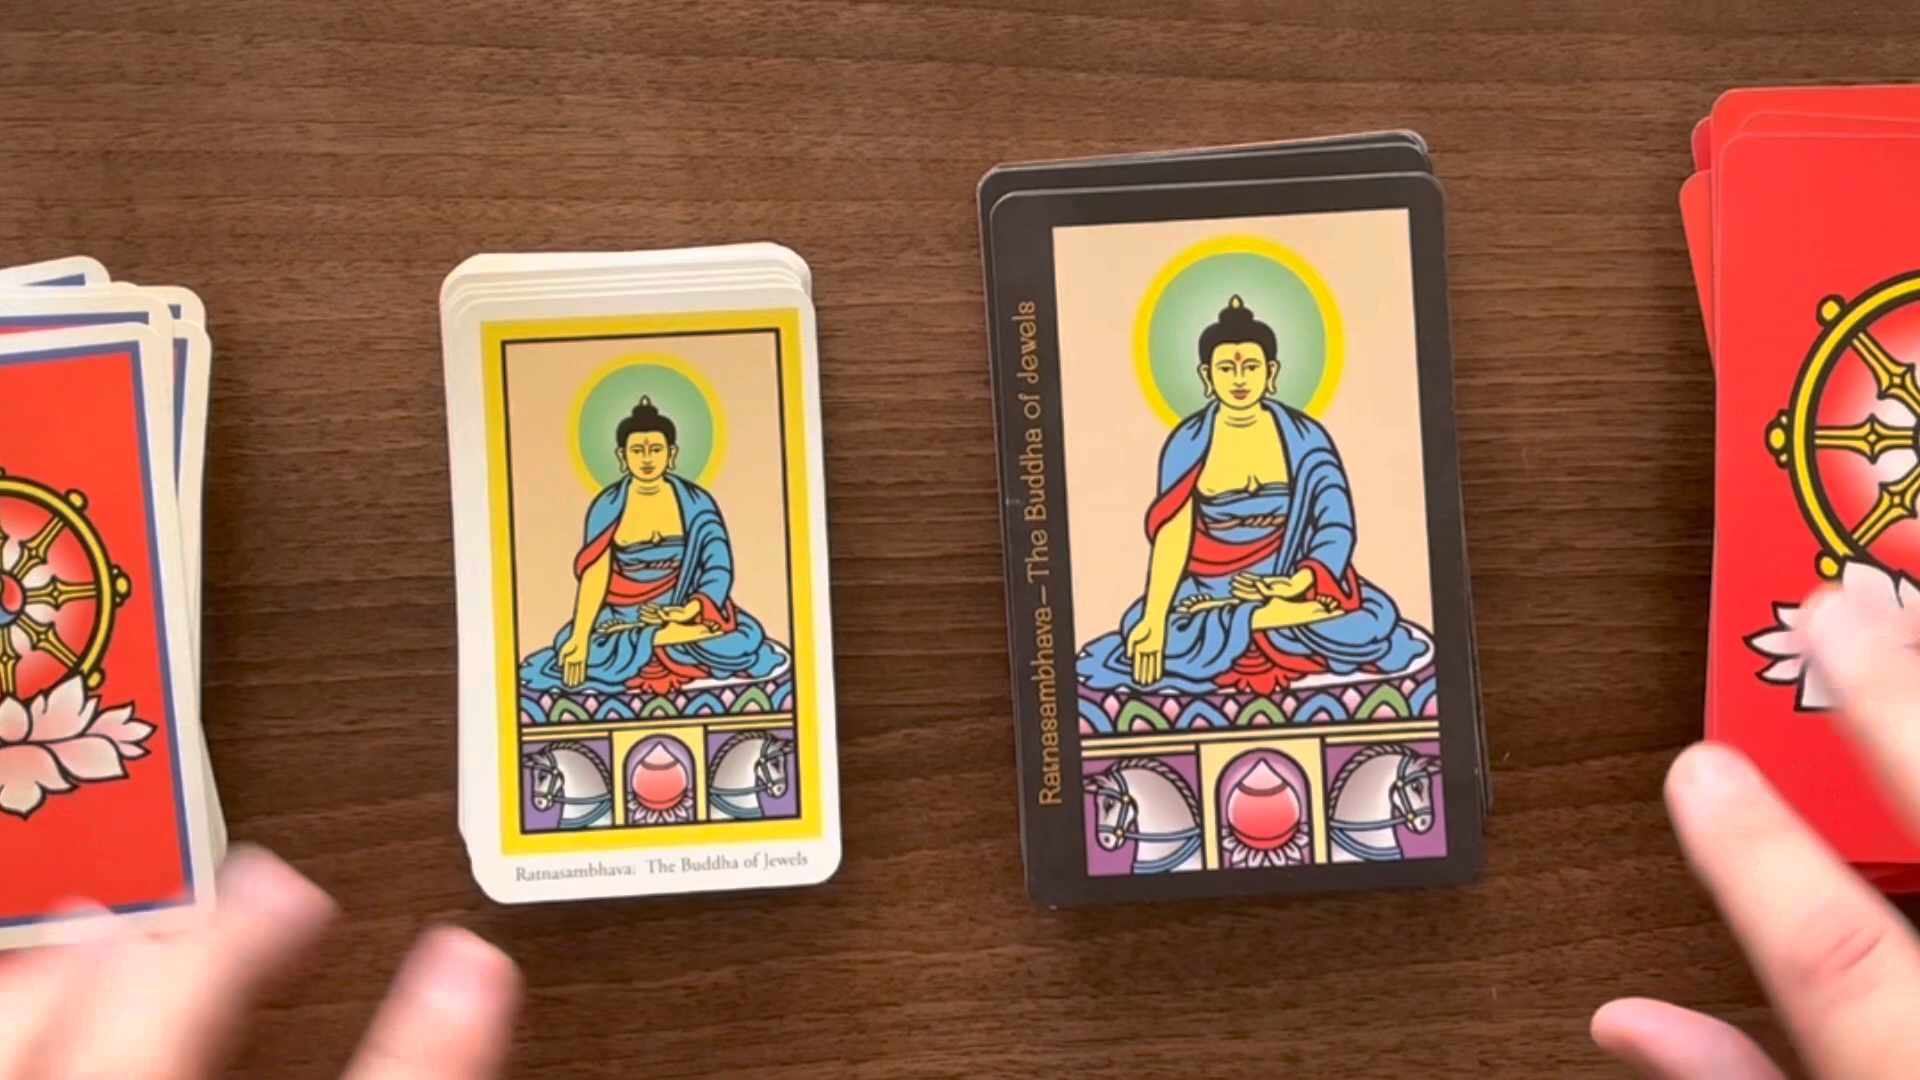 Ratnasambhava: The Buddha of Jewels
Ratnasambhava – The Buddha of Jewels